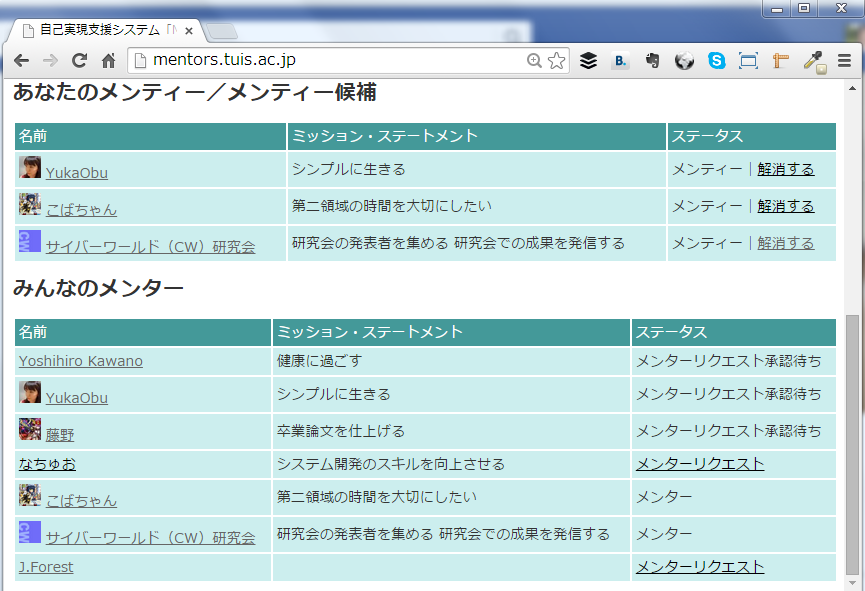 自己実現支援システム「
mentors.tuis.ac.jp
B.
あなたのメンティー／メンティー候補
名前 ミッション・ステートメント ステータス
YukaObu シンプルに生きる メンティー | 解消する
こばちゃん 第二領域の時間を大切にしたい メンティー | 解消する
CW サイバーワールド（CW）研究会 研究会の発表者を集める 研究会での成果を発信する メンティー | 解消する
みんなのメンター
名前 ミッション・ステートメント ステータス
Yoshihiro Kawano 健康に過ごす メンターリクエスト承認待ち
YukaObu シンプルに生きる メンターリクエスト承認待ち
藤野 卒業論文を仕上げる メンターリクエスト承認待ち
なちゅお システム開発のスキルを向上させる メンターリクエスト
こばちゃん 第二領域の時間を大切にしたい メンター
CW サイバーワールド（CW）研究会 研究会の発表者を集める 研究会での成果を発信する メンター
J.Forest メンターリクエスト